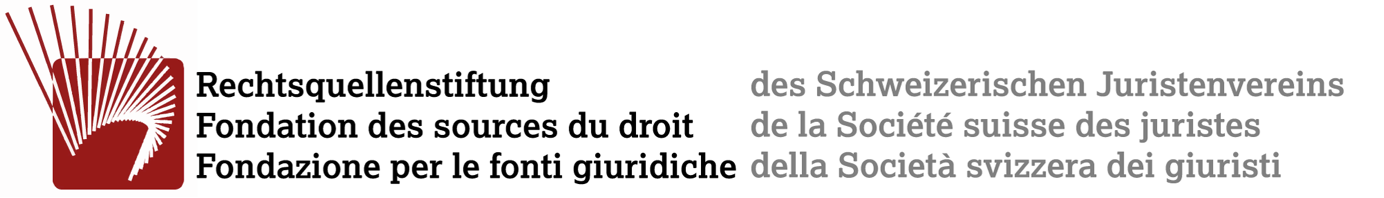 Rechtsquellenstiftung des Schweizerischen Juristenvereins
Fondation des sources du droit de la Société suisse des juristes
Fondazione per le fonti giuridiche della Società svizzera dei giuristi